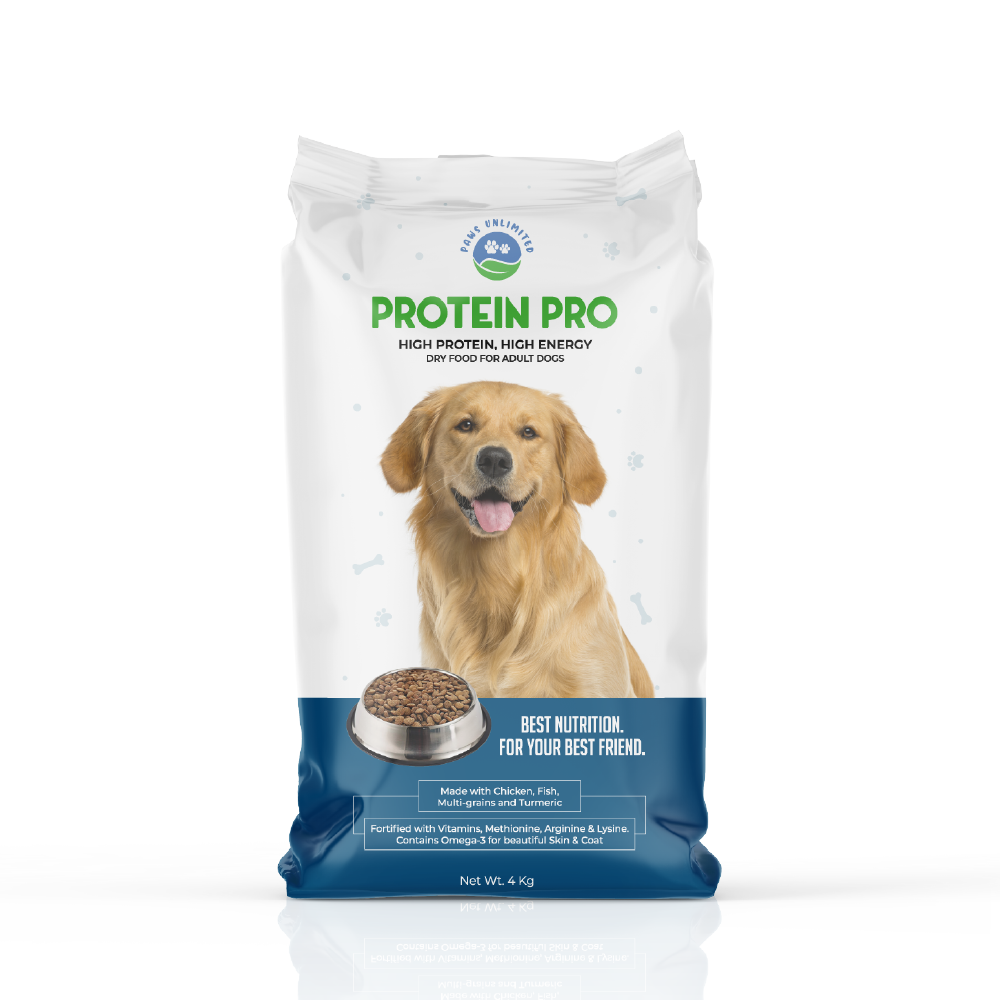 PAWS UNLIMITED
PROTEIN PRO
HIGH PROTEIN, HIGH ENERGY
DRY FOOD FOR ADULT DOGS
BEST NUTRITION.
FOR YOUR BEST FRIEND.
Made with Chicken, Fish,
Multi-grains and Turmeric
Fortified with Vitamins, Methionine, Arginine & Lysine.
Contains Omega-3 for beautiful Skin & Coat
Net Wt. 4 Kg